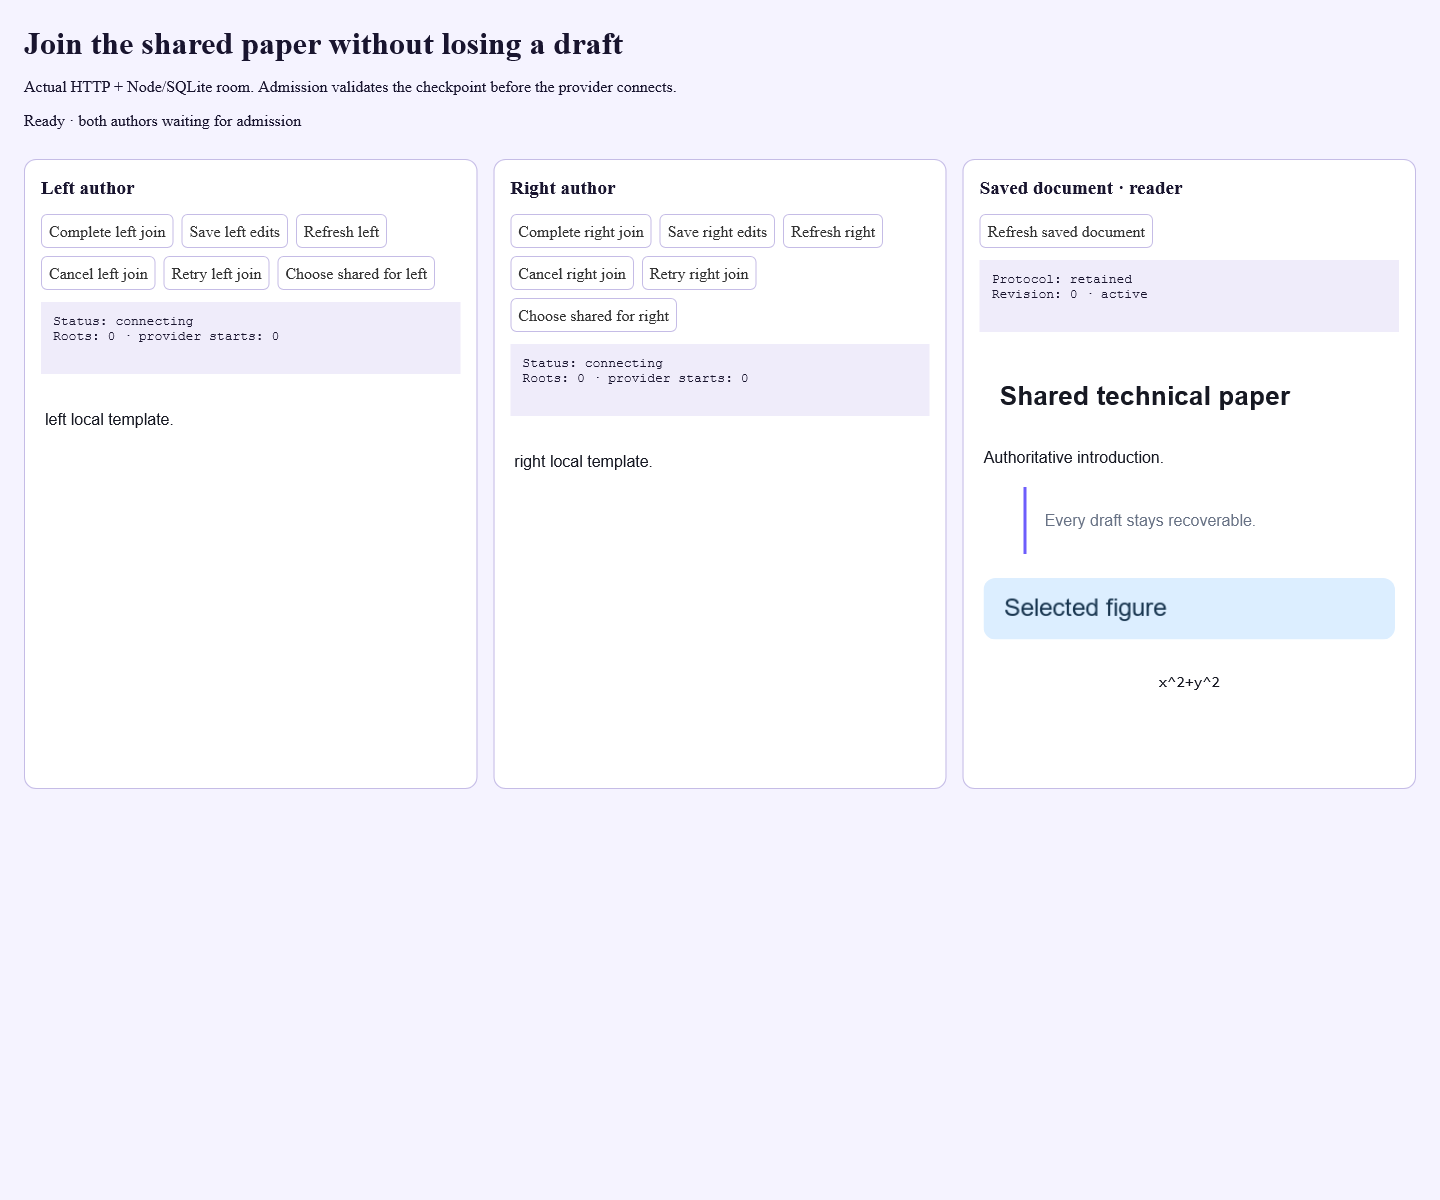 Join the shared paper without losing a draft
Actual HTTP + Node/SQLite room. Admission validates the checkpoint before the provider connects.
Ready · both authors waiting for admission
Left author
Complete left join
Save left edits
Refresh left
Cancel left join
Retry left join
Choose shared for left
Status: connecting
Roots: 0 · provider starts: 0
left local template.
Right author
Complete right join
Save right edits
Refresh right
Cancel right join
Retry right join
Choose shared for right
Status: connecting
Roots: 0 · provider starts: 0
right local template.
Saved document · reader
Refresh saved document
Protocol: retained
Revision: 0 · active
Shared technical paper
Authoritative introduction.
Every draft stays recoverable.
Selected figure
x^2+y^2